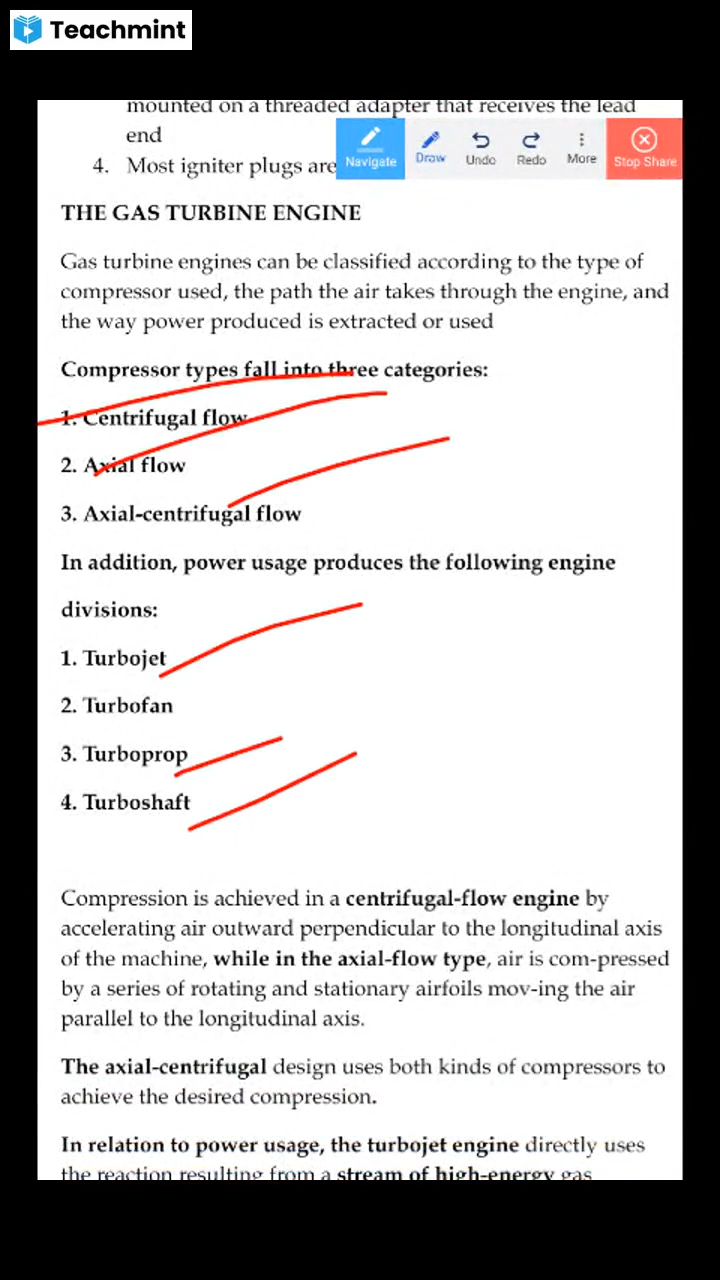 Teachmint
mounted on a threaded adapter that receives the lead
end
4. Most igniter plugs are
Navigate
Draw
Undo
Redo
More
Stop Share
THE GAS TURBINE ENGINE
Gas turbine engines can be classified according to the type of
compressor used, the path the air takes through the engine, and
the way power produced is extracted or used
Compressor types fall into three categories:
1. Centrifugal flow
2. Axial flow
3. Axial-centrifugal flow
In addition, power usage produces the following engine
divisions:
1. Turbojet
2. Turbofan
3. Turboprop
4. Turboshaft
Compression is achieved in a centrifugal-flow engine by
accelerating air outward perpendicular to the longitudinal axis
of the machine, while in the axial-flow type, air is com-pressed
by a series of rotating and stationary airfoils mov-ing the air
parallel to the longitudinal axis.
The axial-centrifugal design uses both kinds of compressors to
achieve the desired compression.
In relation to power usage, the turbojet engine directly uses
the reaction resulting from a stream of high-energy gas